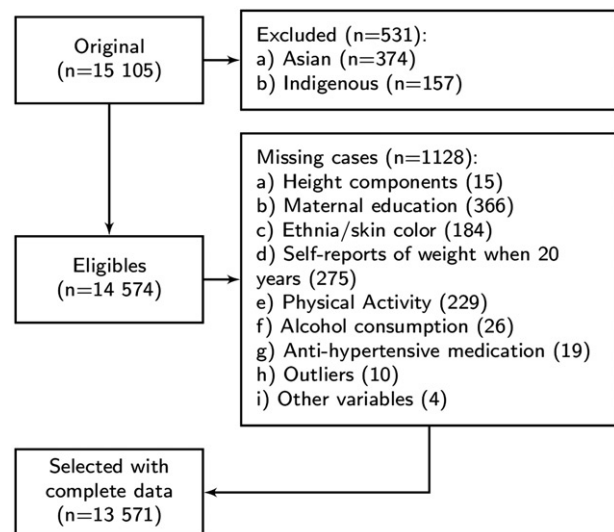 Original
(n=15 105)
Excluded (n=531):
a) Asian (n=374)
b) Indigenous (n=157)
Missing cases (n=1128):
a) Height components (15)
b) Maternal education (366)
c) Ethnia/skin color (184)
d) Self-reports of weight when 20
years (275)
e) Physical Activity (229)
f) Alcohol consumption (26)
g) Anti-hypertensive medication (19)
h) Outliers (10)
i) Other variables (4)
Eligibles
(n=14 574)
Selected with
complete data
(n=13 571)